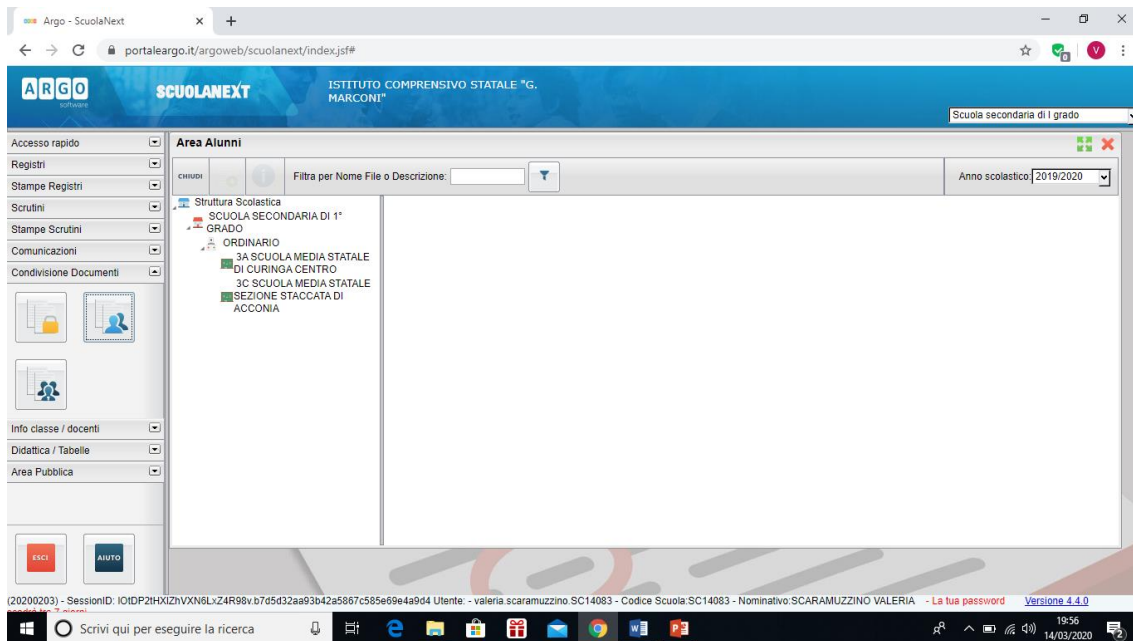 Argo - ScuolaNext
portaleargo.it/argoweb/scuolanext/index.jsf#
0
V
ARGO
software
SCUOLANEXT
ISTITUTO COMPRENSIVO STATALE "G.
MARCONI"
Scuola secondaria di I grado
Accesso rapido
Registri
Stampe Registri
Scrutini
Stampe Scrutini
Comunicazioni
Condivisione Documenti
Info classe / docenti
Didattica / Tabelle
Area Pubblica
ESCI
AIUTO
Area Alunni
CHIUDI
Filtra per Nome File o Descrizione:
Anno scolastico: 2019/2020
Struttura Scolastica
SCUOLA SECONDARIA DI 1°
GRADO
ORDINARIO
3A SCUOLA MEDIA STATALE
DI CURINGA CENTRO
3C SCUOLA MEDIA STATALE
SEZIONE STACCATA DI
ACCONIA
(20200203) - SessionID: Utente: - valeria.scaramuzzino.SC14083 - Codice Scuola:SC14083 - Nominativo:SCARAMUZZINO VALERIA - La tua password Versione 4.4.0
Scrivi qui per eseguire la ricerca
19:56
14/03/2020
2